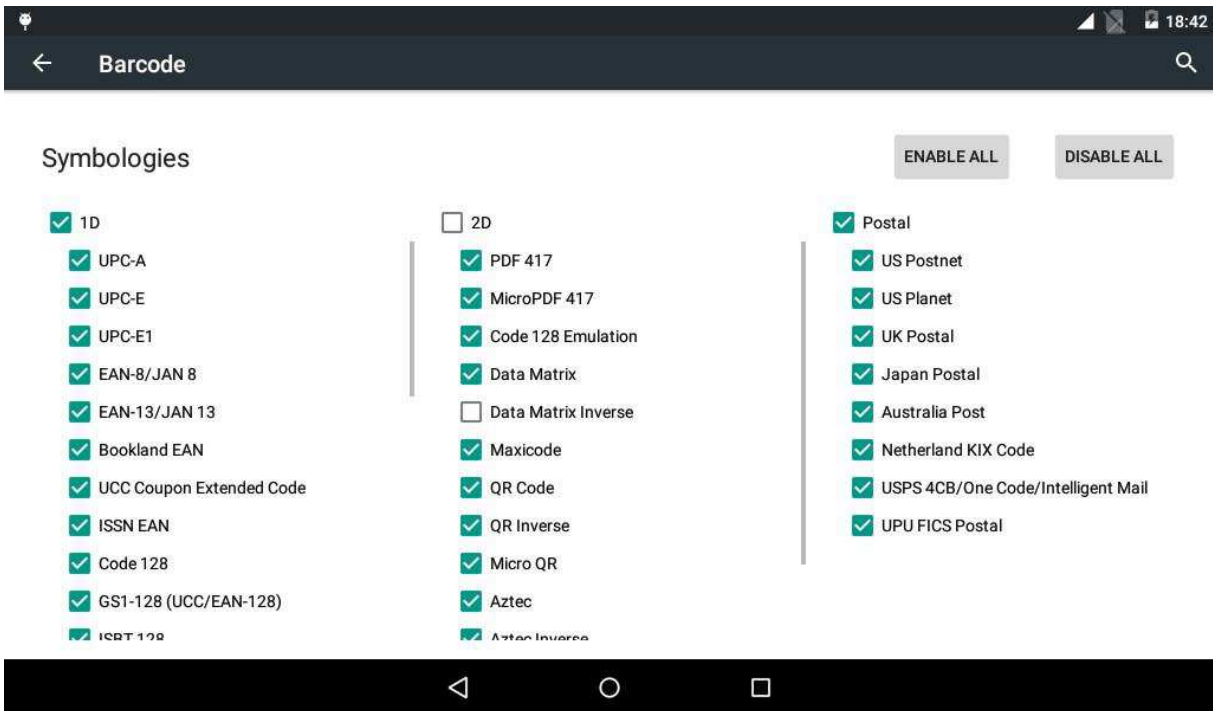 18:42
Barcode
Symbologies
ENABLE ALL
DISABLE ALL
1D
UPC-A
UPC-E
UPC-E1
EAN-8/JAN 8
EAN-13/JAN 13
Bookland EAN
UCC Coupon Extended Code
ISSN EAN
Code 128
GS1-128 (UCC/EAN-128)
ISBT 128
2D
PDF 417
MicroPDF 417
Code 128 Emulation
Data Matrix
Data Matrix Inverse
Maxicode
QR Code
QR Inverse
Micro QR
Aztec
Aztec Inverse
Postal
US Postnet
US Planet
UK Postal
Japan Postal
Australia Post
Netherland KIX Code
USPS 4CB/One Code/Intelligent Mail
UPU FICS Postal